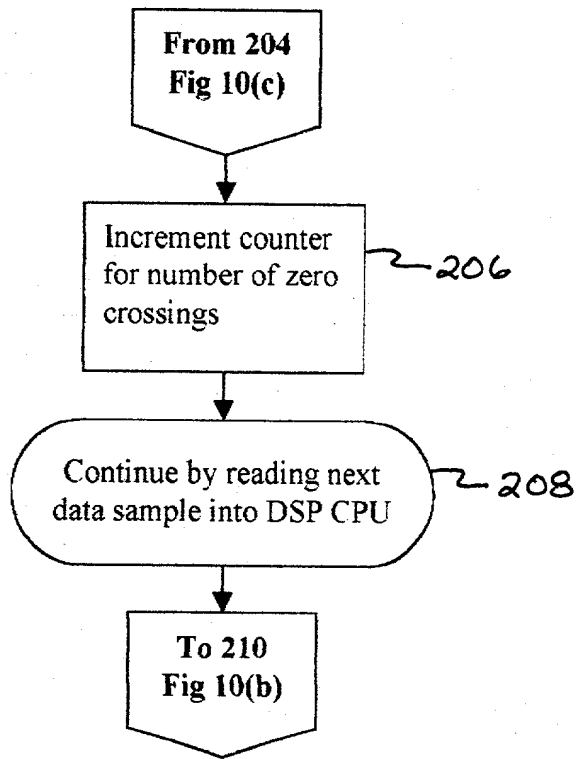 From 204
Fig 10(c)
Increment counter
for number of zero
crossings
206
Continue by reading next
data sample into DSP CPU
208
To 210
Fig 10(b)